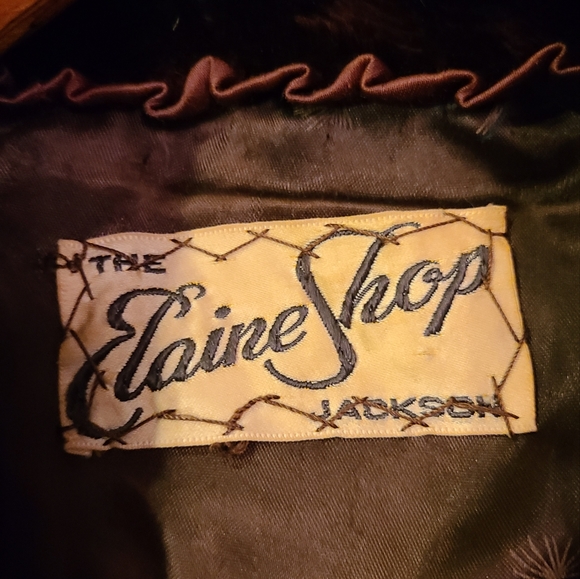 THE
Elaine Shop
JACKSON